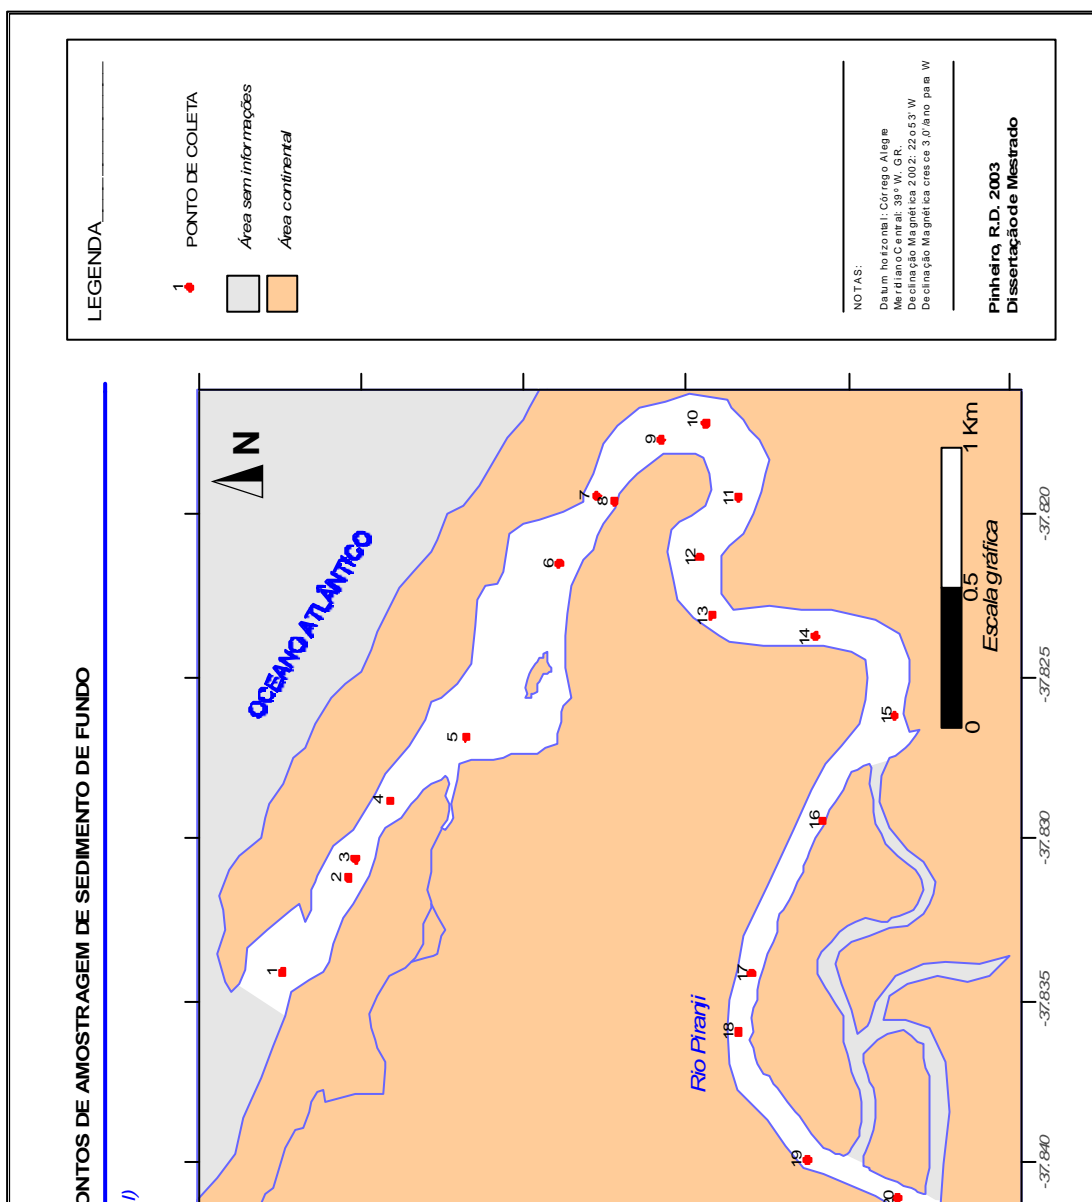 ONTOS DE AMOSTRAGEM DE SEDIMENTO DE FUNDO
l)
LEGENDA
1
PONTO DE COLETA
Área sem informações
Área continental
NOTAS:
Datum horizontal: Córrego Alegre
Meridiano Central: 39° W. GR.
Declinação Magnética 2002: 22o53' W
Declinação Magnética cresce 3,0'/ano para W
Pinheiro, R.D. 2003
Dissertação de Mestrado
N
OCEANO ATLÂNTICO
1
2
3
4
5
6
7
8
9
10
11
12
13
14
15
16
17
18
19
20
Rio Piranji
0
0.5
1 Km
Escala gráfica
-37.840
-37.835
-37.830
-37.825
-37.820